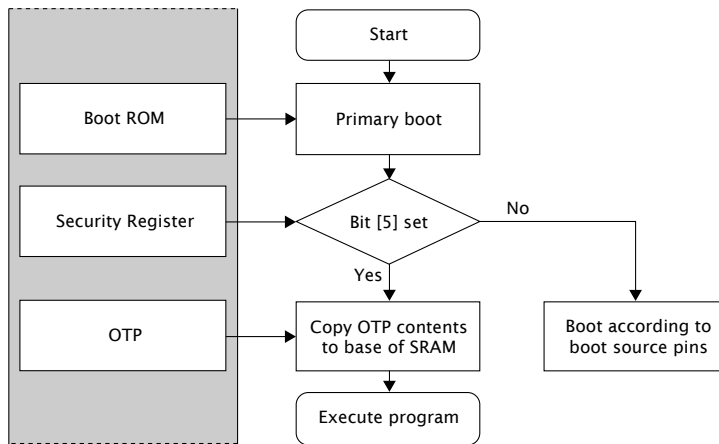 Start
Boot ROM
Primary boot
Security Register
Bit [5] set
No
Yes
OTP
Copy OTP contents
to base of SRAM
Boot according to
boot source pins
Execute program